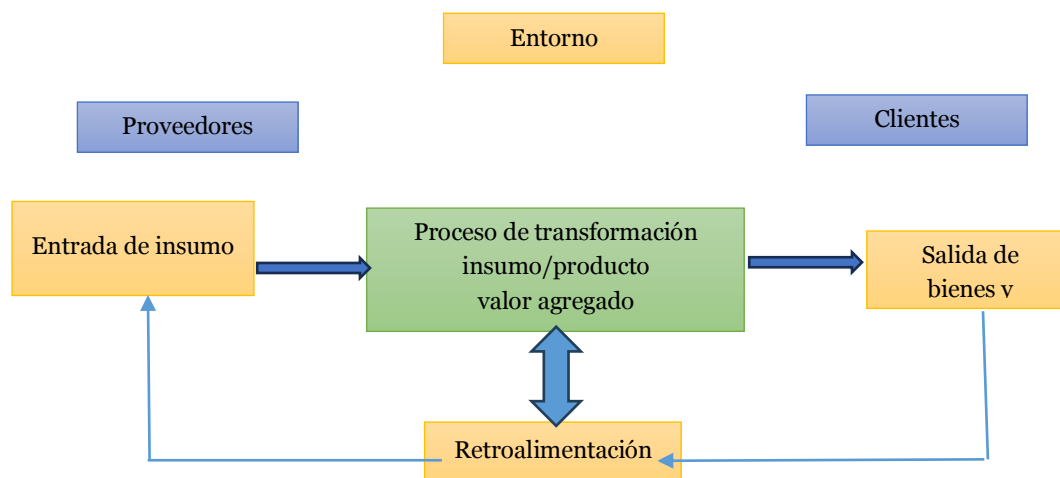 Entorno
Proveedores
Clientes
Entrada de insumo
Proceso de transformación
insumo/producto
valor agregado
Salida de
bienes v
Retroalimentación